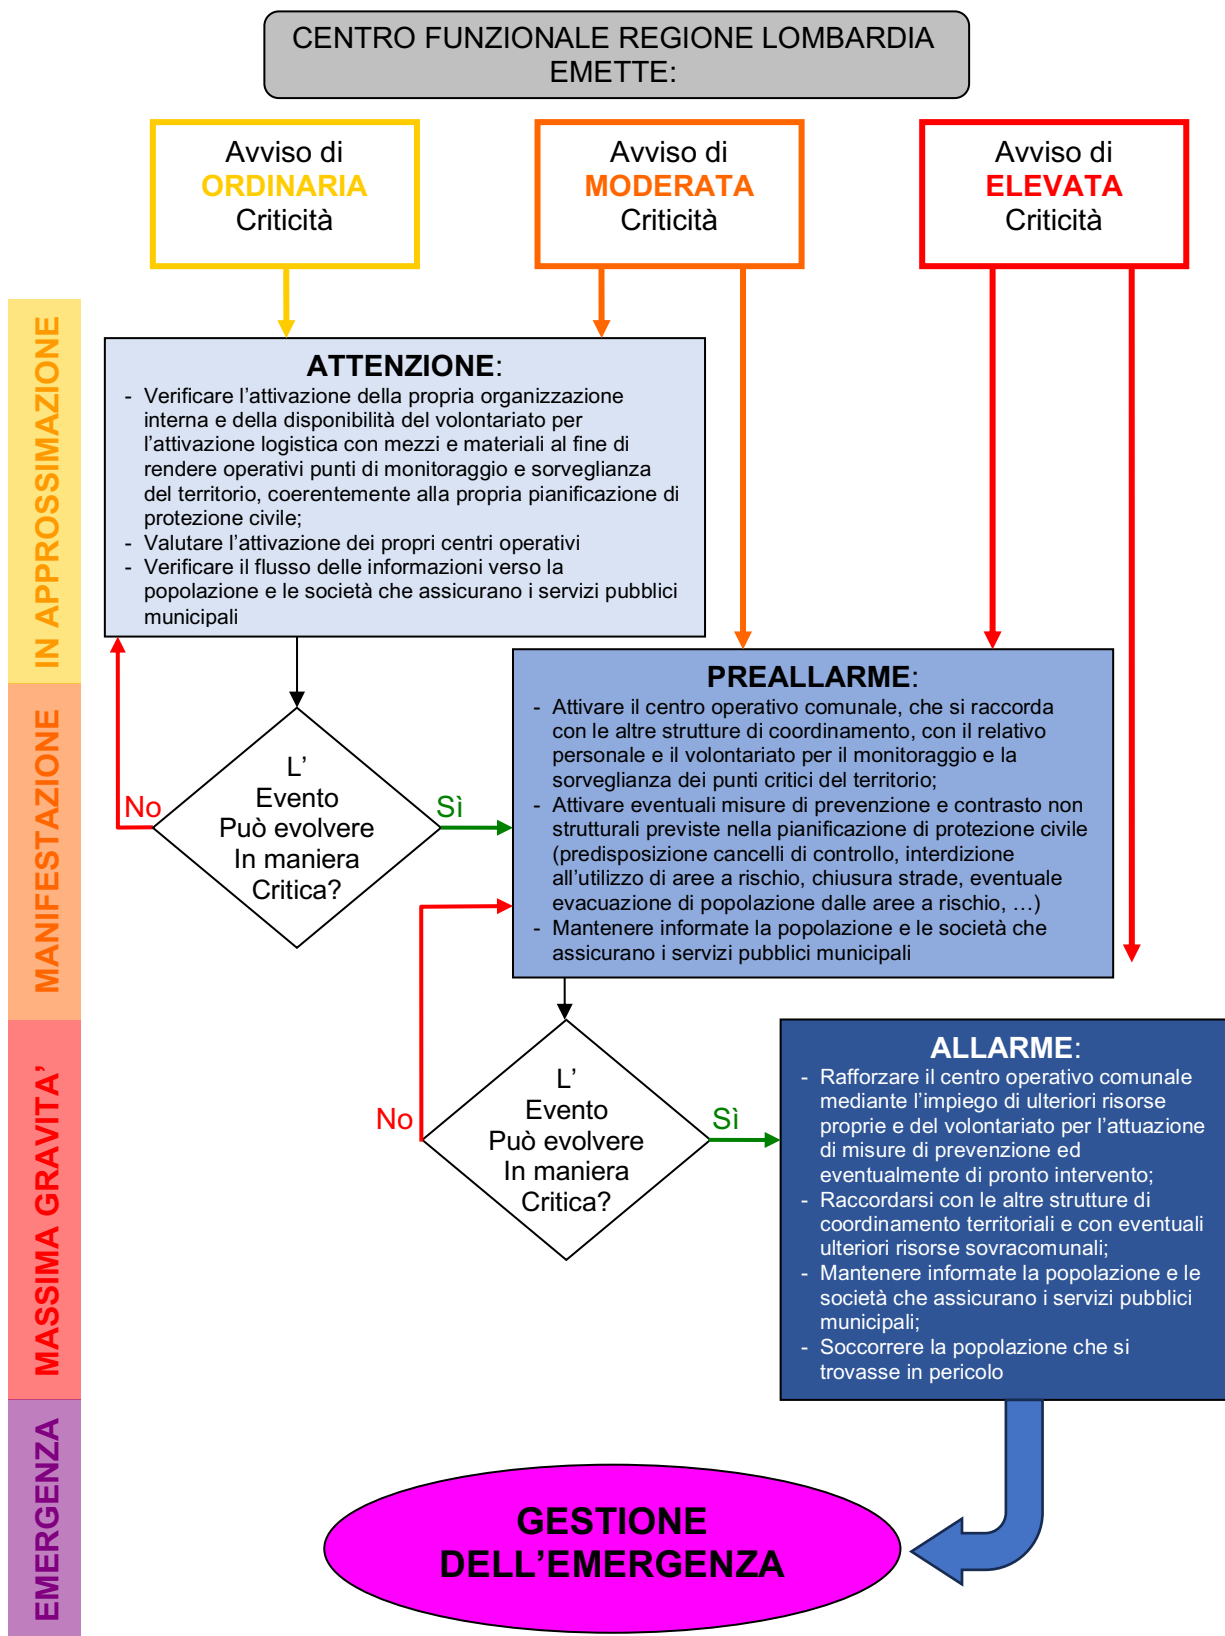 CENTRO FUNZIONALE REGIONE LOMBARDIA
EMETTE:
Avviso di
ORDINARIA
Criticità
Avviso di
MODERATA
Criticità
Avviso di
ELEVATA
Criticità
IN APPROSSIMAZIONE
ATTENZIONE:
- Verificare l’attivazione della propria organizzazione
interna e della disponibilità del volontariato per
l’attivazione logistica con mezzi e materiali al fine di
rendere operativi punti di monitoraggio e sorveglianza
del territorio, coerentemente alla propria pianificazione di
protezione civile;
- Valutare l’attivazione dei propri centri operativi
- Verificare il flusso delle informazioni verso la
popolazione e le società che assicurano i servizi pubblici
municipali
MANIFESTAZIONE
L’
Evento
Può evolvere
In maniera
Critica?
No
Sì
PREALLARME:
- Attivare il centro operativo comunale, che si raccorda
con le altre strutture di coordinamento, con il relativo
personale e il volontariato per il monitoraggio e la
sorveglianza dei punti critici del territorio;
- Attivare eventuali misure di prevenzione e contrasto non
strutturali previste nella pianificazione di protezione civile
(predisposizione cancelli di controllo, interdizione
all’utilizzo di aree a rischio, chiusura strade, eventuale
evacuazione di popolazione dalle aree a rischio, …)
- Mantenere informate la popolazione e le società che
assicurano i servizi pubblici municipali
MASSIMA GRAVITA’
L’
Evento
Può evolvere
In maniera
Critica?
No
Sì
ALLARME:
- Rafforzare il centro operativo comunale
mediante l’impiego di ulteriori risorse
proprie e del volontariato per l’attuazione
di misure di prevenzione ed
eventualmente di pronto intervento;
- Raccordarsi con le altre strutture di
coordinamento territoriali e con eventuali
ulteriori risorse sovracomunali;
- Mantenere informate la popolazione e le
società che assicurano i servizi pubblici
municipali;
- Soccorrere la popolazione che si
trovasse in pericolo
EMERGENZA
GESTIONE
DELL’EMERGENZA